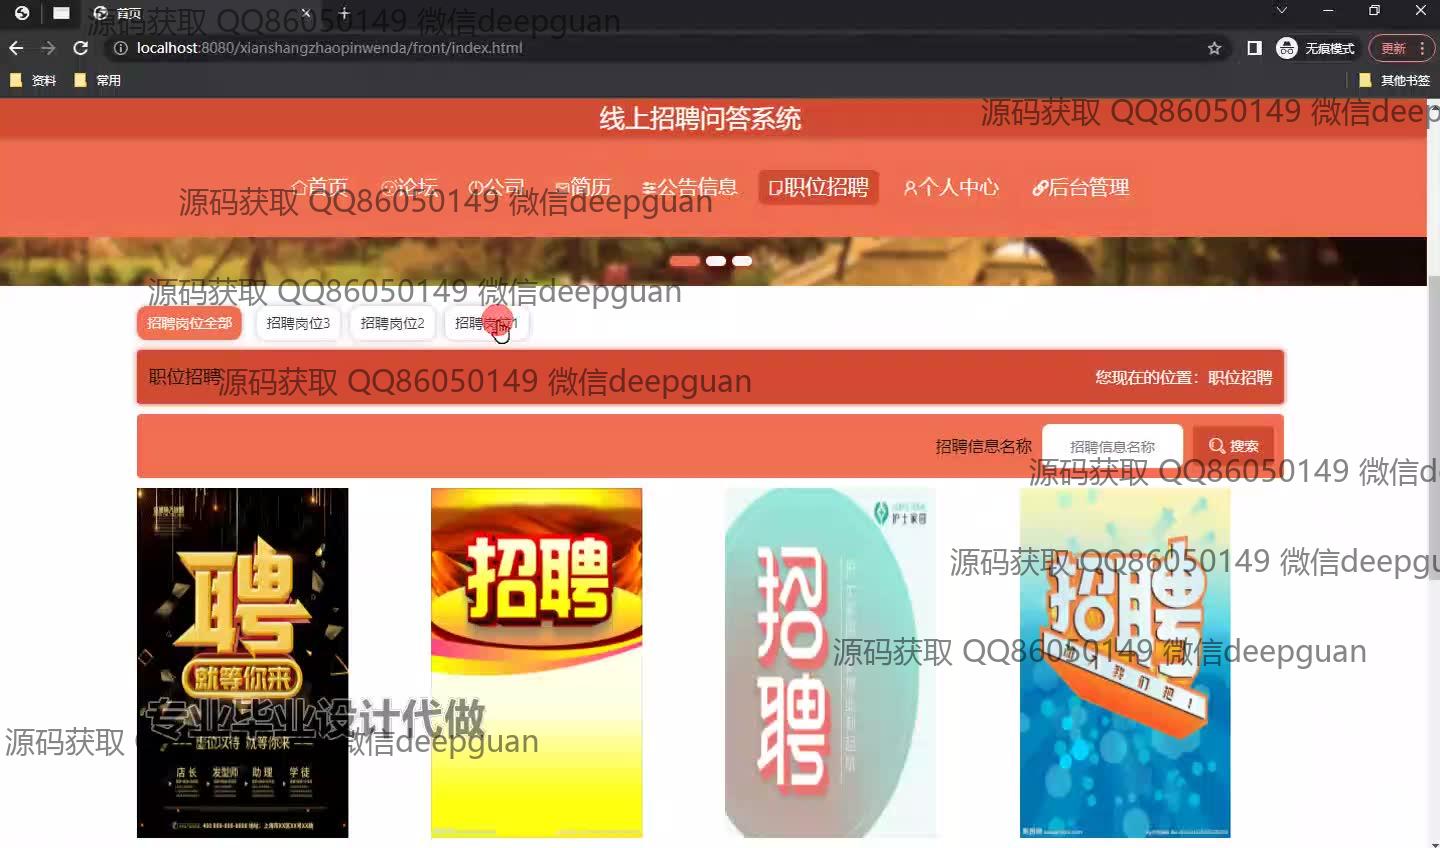 首页
源码获取 QQ86050149 微信deepguan
localhost:8080/xianshangzhaopinwenda/front/index.html
无痕模式
更新
资料
常用
其他书签
线上招聘问答系统
源码获取 QQ86050149 微信deep
首页
论坛
公司
简历
公告信息
职位招聘
个人中心
后台管理
源码获取 QQ86050149 微信deepguan
源码获取 QQ86050149 微信deepguan
招聘岗位全部
招聘岗位3
招聘岗位2
招聘岗位1
职位招聘
源码获取 QQ86050149 微信deepguan
您现在的位置：职位招聘
招聘信息名称
招聘信息名称
搜索
源码获取 QQ86050149 微信d
聘
就等你来
虚位以待 就等你来
店长
发型师
助理
学徒
招聘
护士家园
招聘
招聘
我们把！
源码获取 QQ86050149 微信deepgu
源码获取 QQ86050149 微信deepguan
专业毕业设计代做
源码获取
微信deepguan